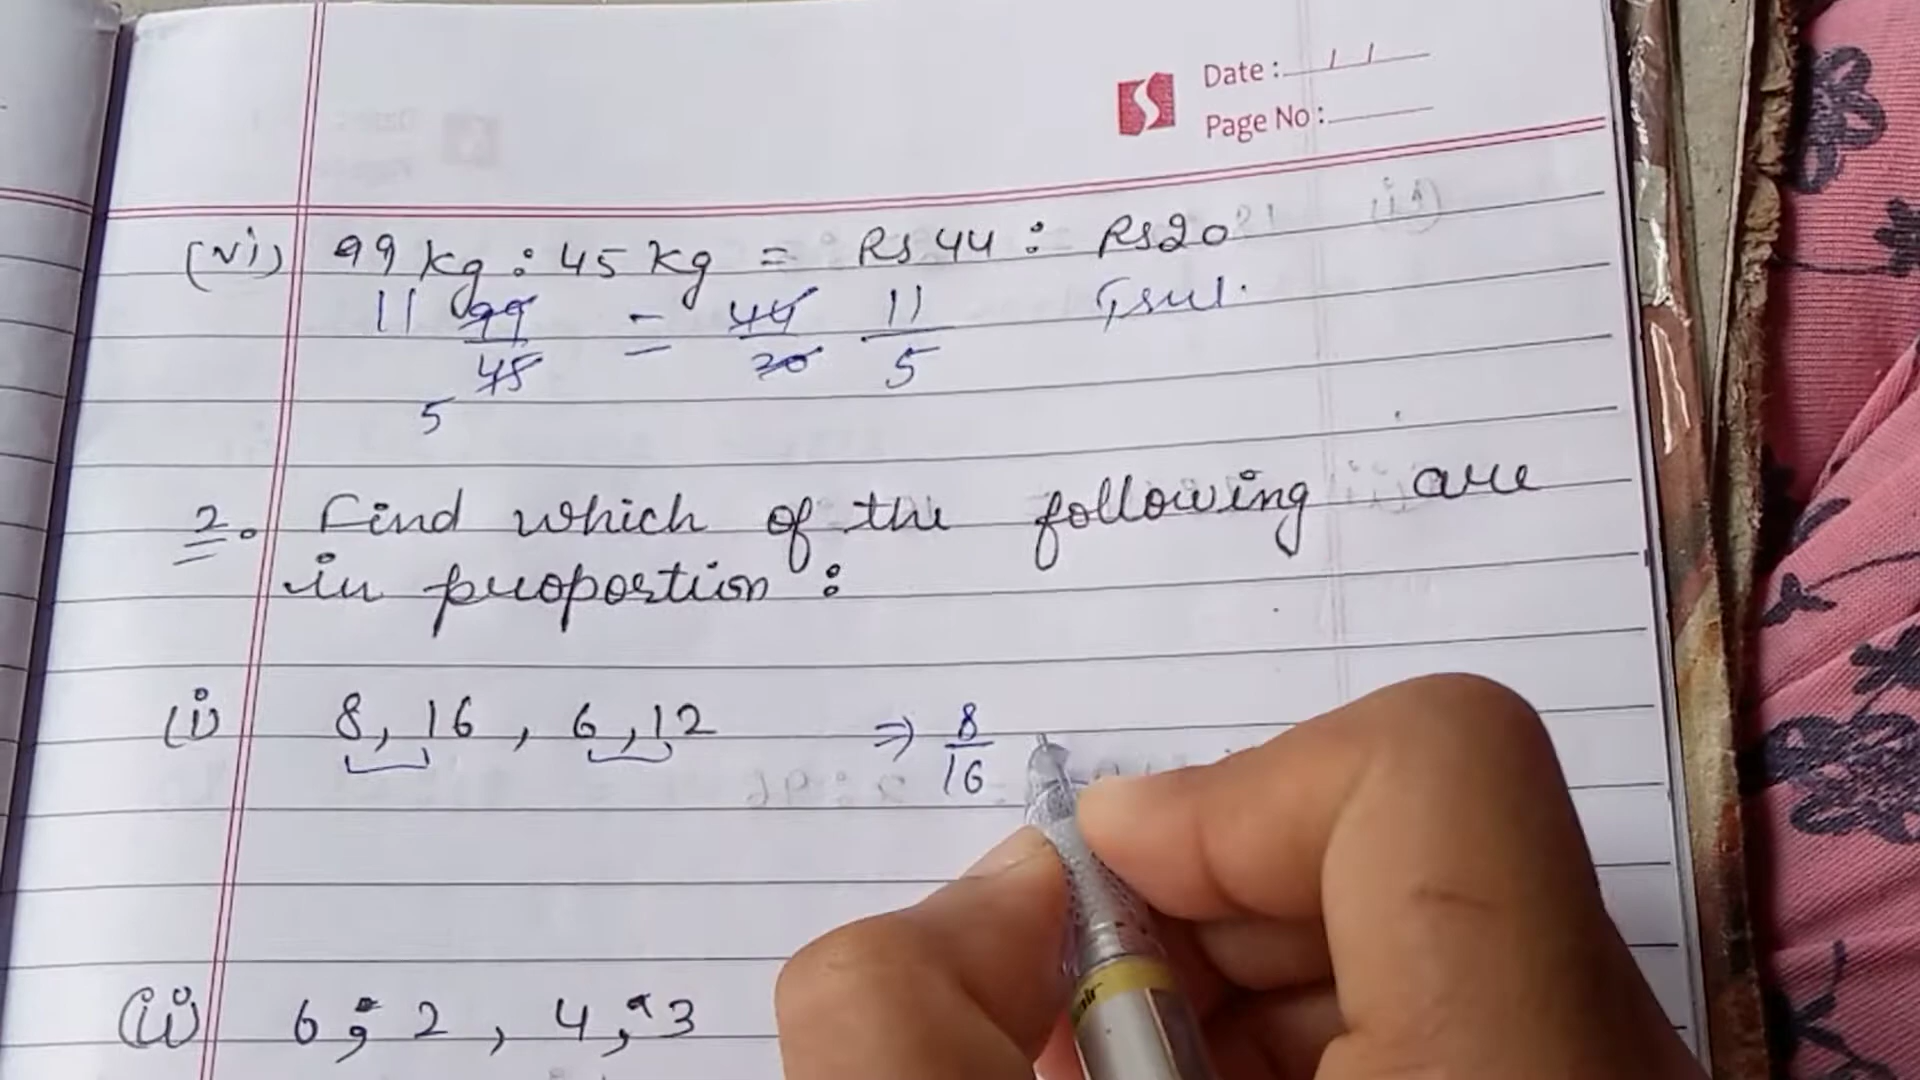 Date : / /
Page No :
(vi) 99 kg : 45 kg = Rs 44 : Rs 20
11 99 = 44 11
45 20 5
5
2. Find which of the following are
in proportion :
(i) 8, 16 , 6, 12 ⇒ 8
16
(ii) 6 , 2 , 4 , 3